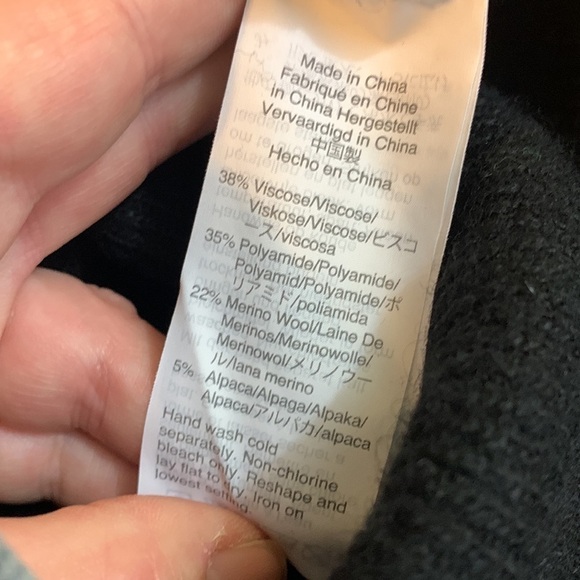 Made in China
Fabriqué en Chine
in China Hergestellt
Vervaardigd in China
中国製
Hecho en China
38% Viscose/Viscose/
Viskose/Viscose/ビスコ
ース/viscosa
35% Polyamide/Polyamide/
Polyamid/Polyamide/ポ
リアミド/poliamida
22% Merino Wool/Laine De
Merinos/Merinowolle/
Merinowol/メリノウー
ル/lana merino
5% Alpaca/Alpaga/Alpaka/
Alpaca/アルパカ/alpaca
Hand wash cold
separately. Non-chlorine
bleach only. Reshape and
lay flat to dry. Iron on
lowest setting.